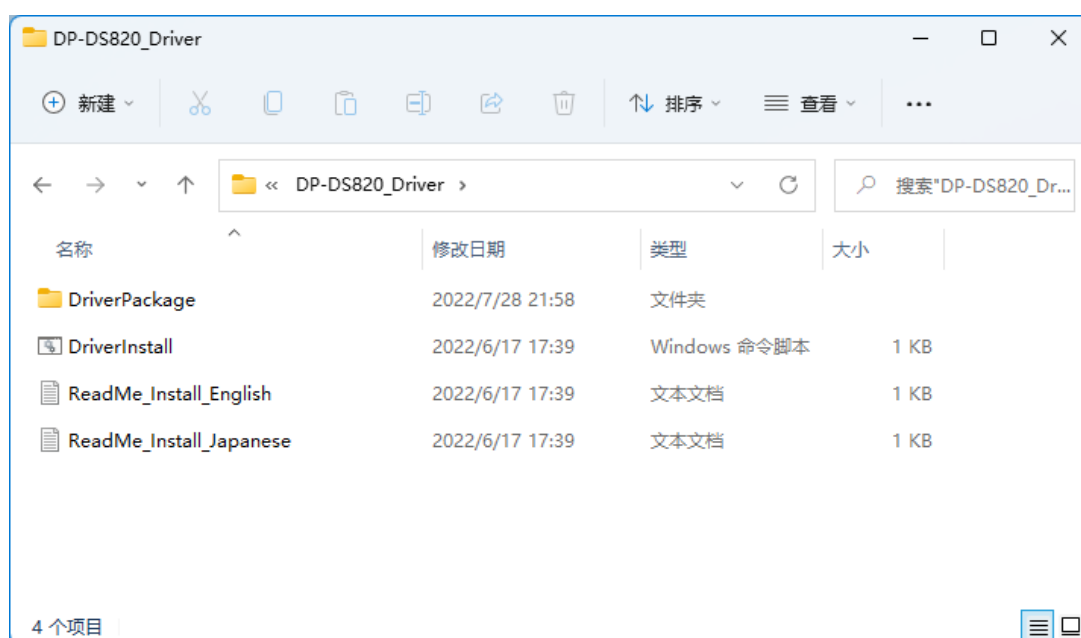 DP-DS820_Driver
新建 排序 查看
« DP-DS820_Driver 搜索"DP-DS820_Dr...
名称 修改日期 类型 大小
DriverPackage 2022/7/28 21:58 文件夹
DriverInstall 2022/6/17 17:39 Windows 命令脚本 1 KB
ReadMe_Install_English 2022/6/17 17:39 文本文档 1 KB
ReadMe_Install_Japanese 2022/6/17 17:39 文本文档 1 KB
4 个项目